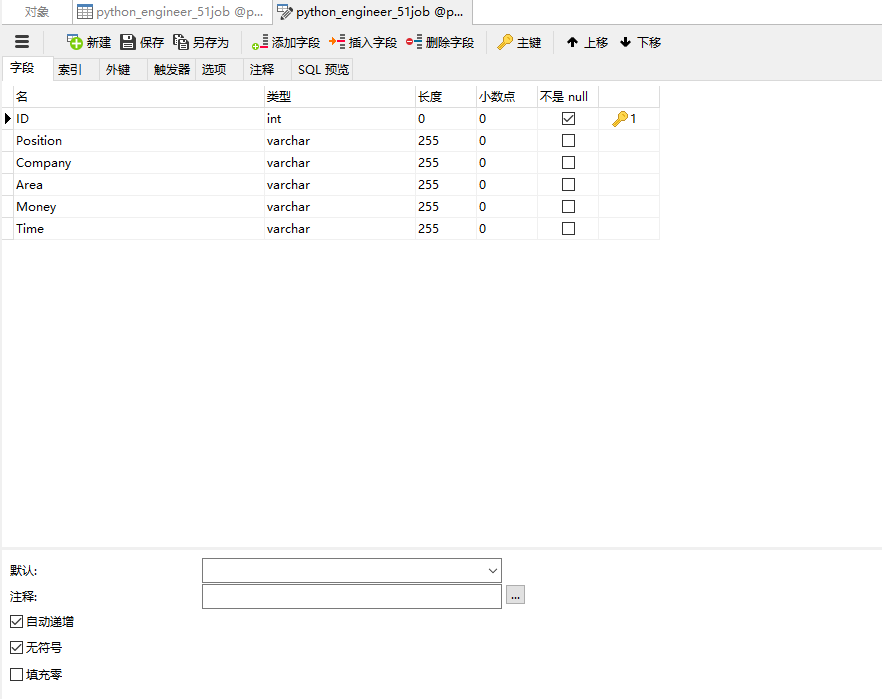 对象 python_engineer_51job @p... python_engineer_51job @p...
新建 保存 另存为 添加字段 插入字段 删除字段 主键 上移 下移
字段 索引 外键 触发器 选项 注释 SQL 预览
名 类型 长度 小数点 不是 null
ID int 0 0 1
Position varchar 255 0
Company varchar 255 0
Area varchar 255 0
Money varchar 255 0
Time varchar 255 0
默认:
注释: ...
自动递增
无符号
填充零